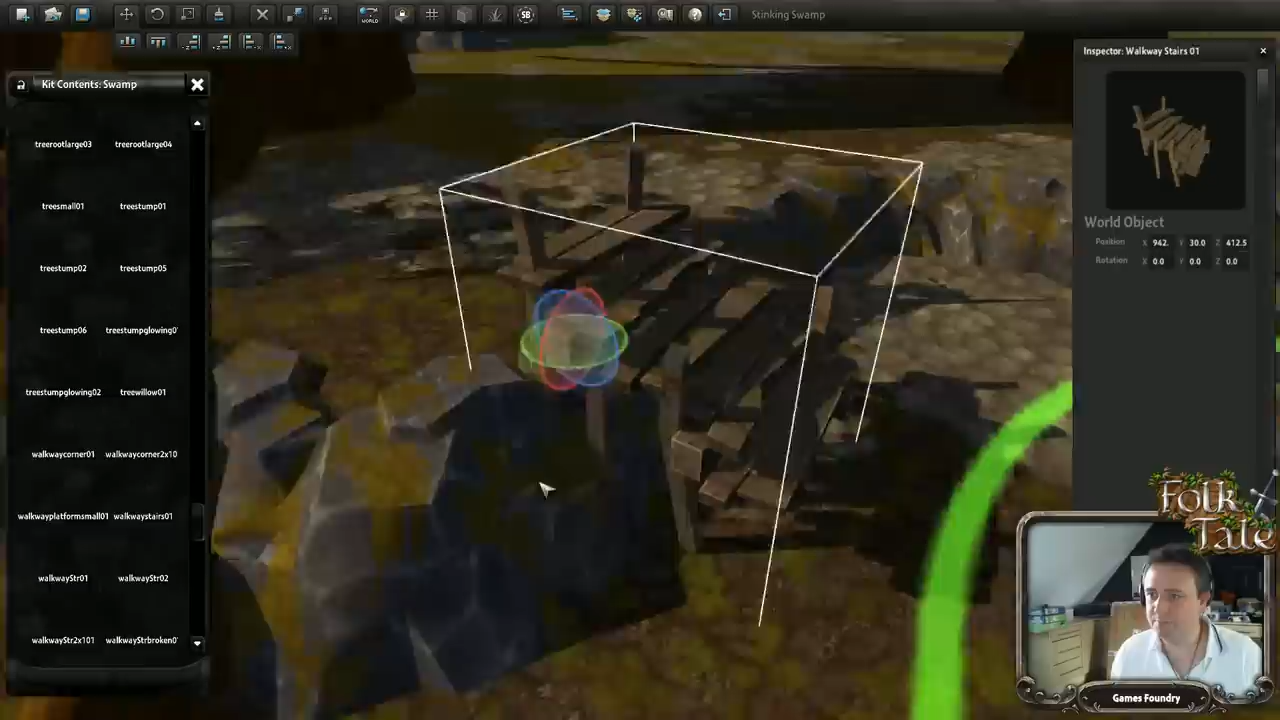 WORLD
SB
Stinking Swamp
Kit Contents: Swamp
treerootlarge03 treerootlarge04
treesmall01 treestump01
treestump02 treestump05
treestump06 treestumpglowing0
treestumpglowing02 treewillow01
walkwaycorner01 walkwaycorner2x10
walkwayplatformsmall01 walkwaystairs01
walkwayStr01 walkwayStr02
walkwayStr2x101 walkwayStrbroken0
Inspector: Walkway Stairs 01
World Object
Position X 942. Y 30.0 Z 412.5
Rotation X 0.0 Y 0.0 Z 0.0
Folk
Tale
Games Foundry